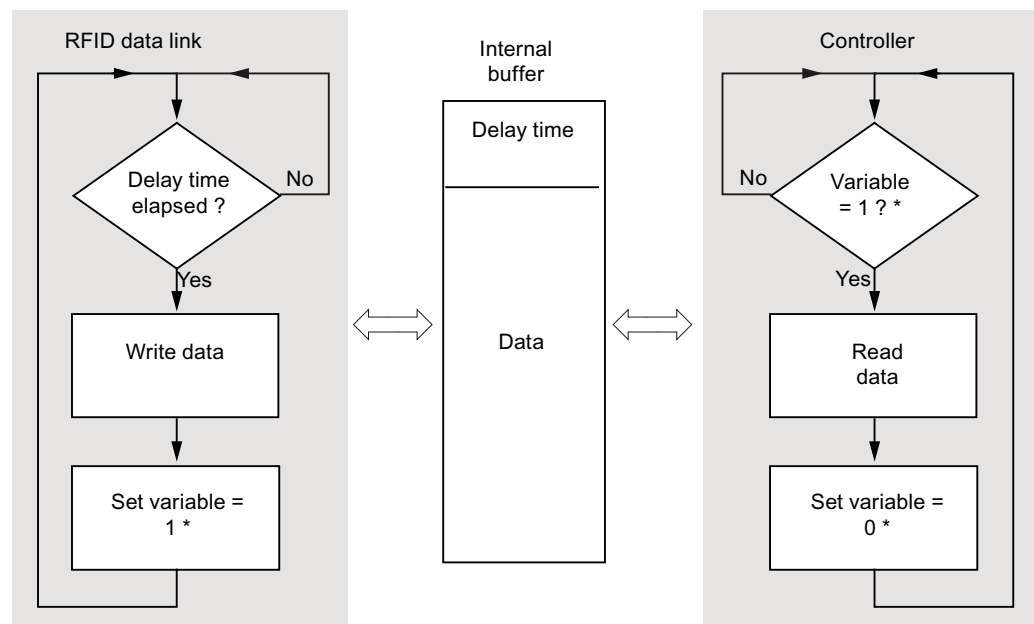 RFID data link
Delay time
elapsed ?
No
Yes
Write data
Set variable =
1 *
Internal
buffer
Delay time
Data
Controller
Variable
= 1 ? *
No
Yes
Read
data
Set variable =
0 *